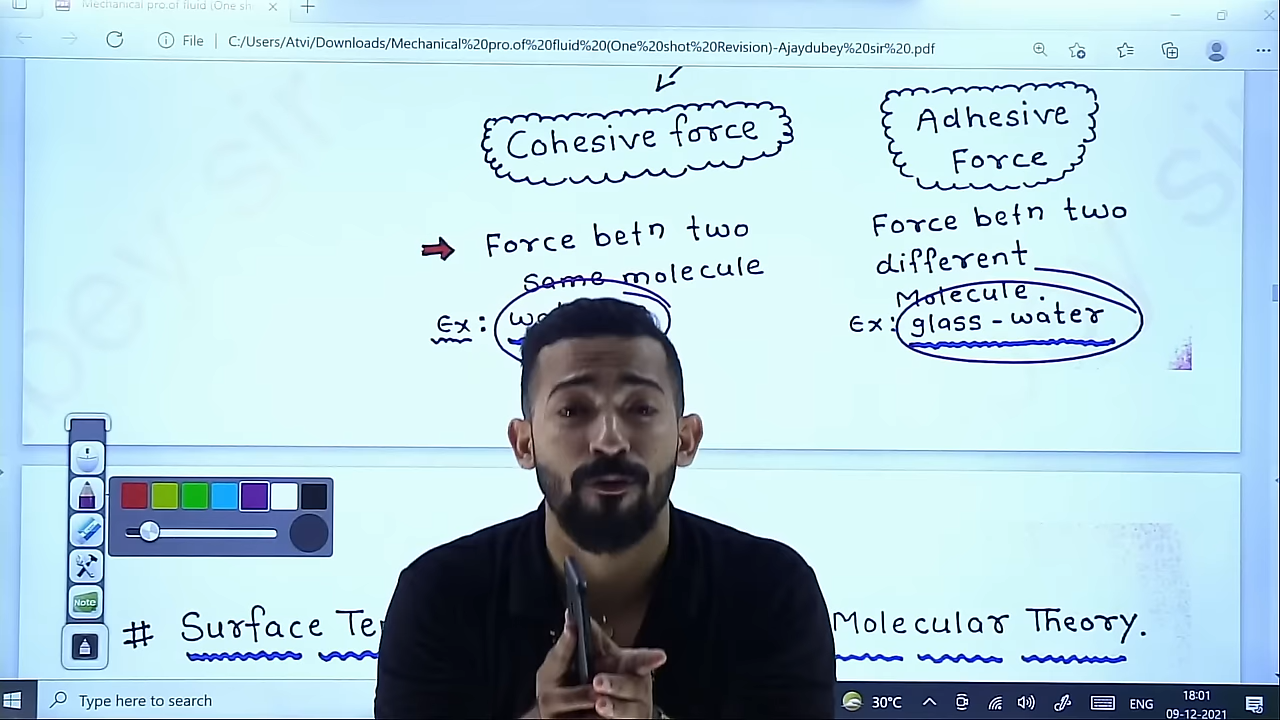 Mechanical pro.of fluid (One sh
File C:/Users/Atvi/Downloads/Mechanical%20pro.of%20fluid%20(One%20shot%20Revision)-Ajaydubey%20sir%20.pdf
Cohesive force
Adhesive
Force
Force betn two
same molecule
Ex :
Force betn two
different
Molecule.
Ex: glass - water
Note
# Surface Te
Molecular Theory.
Type here to search
30°C
ENG
18:01
09-12-2021